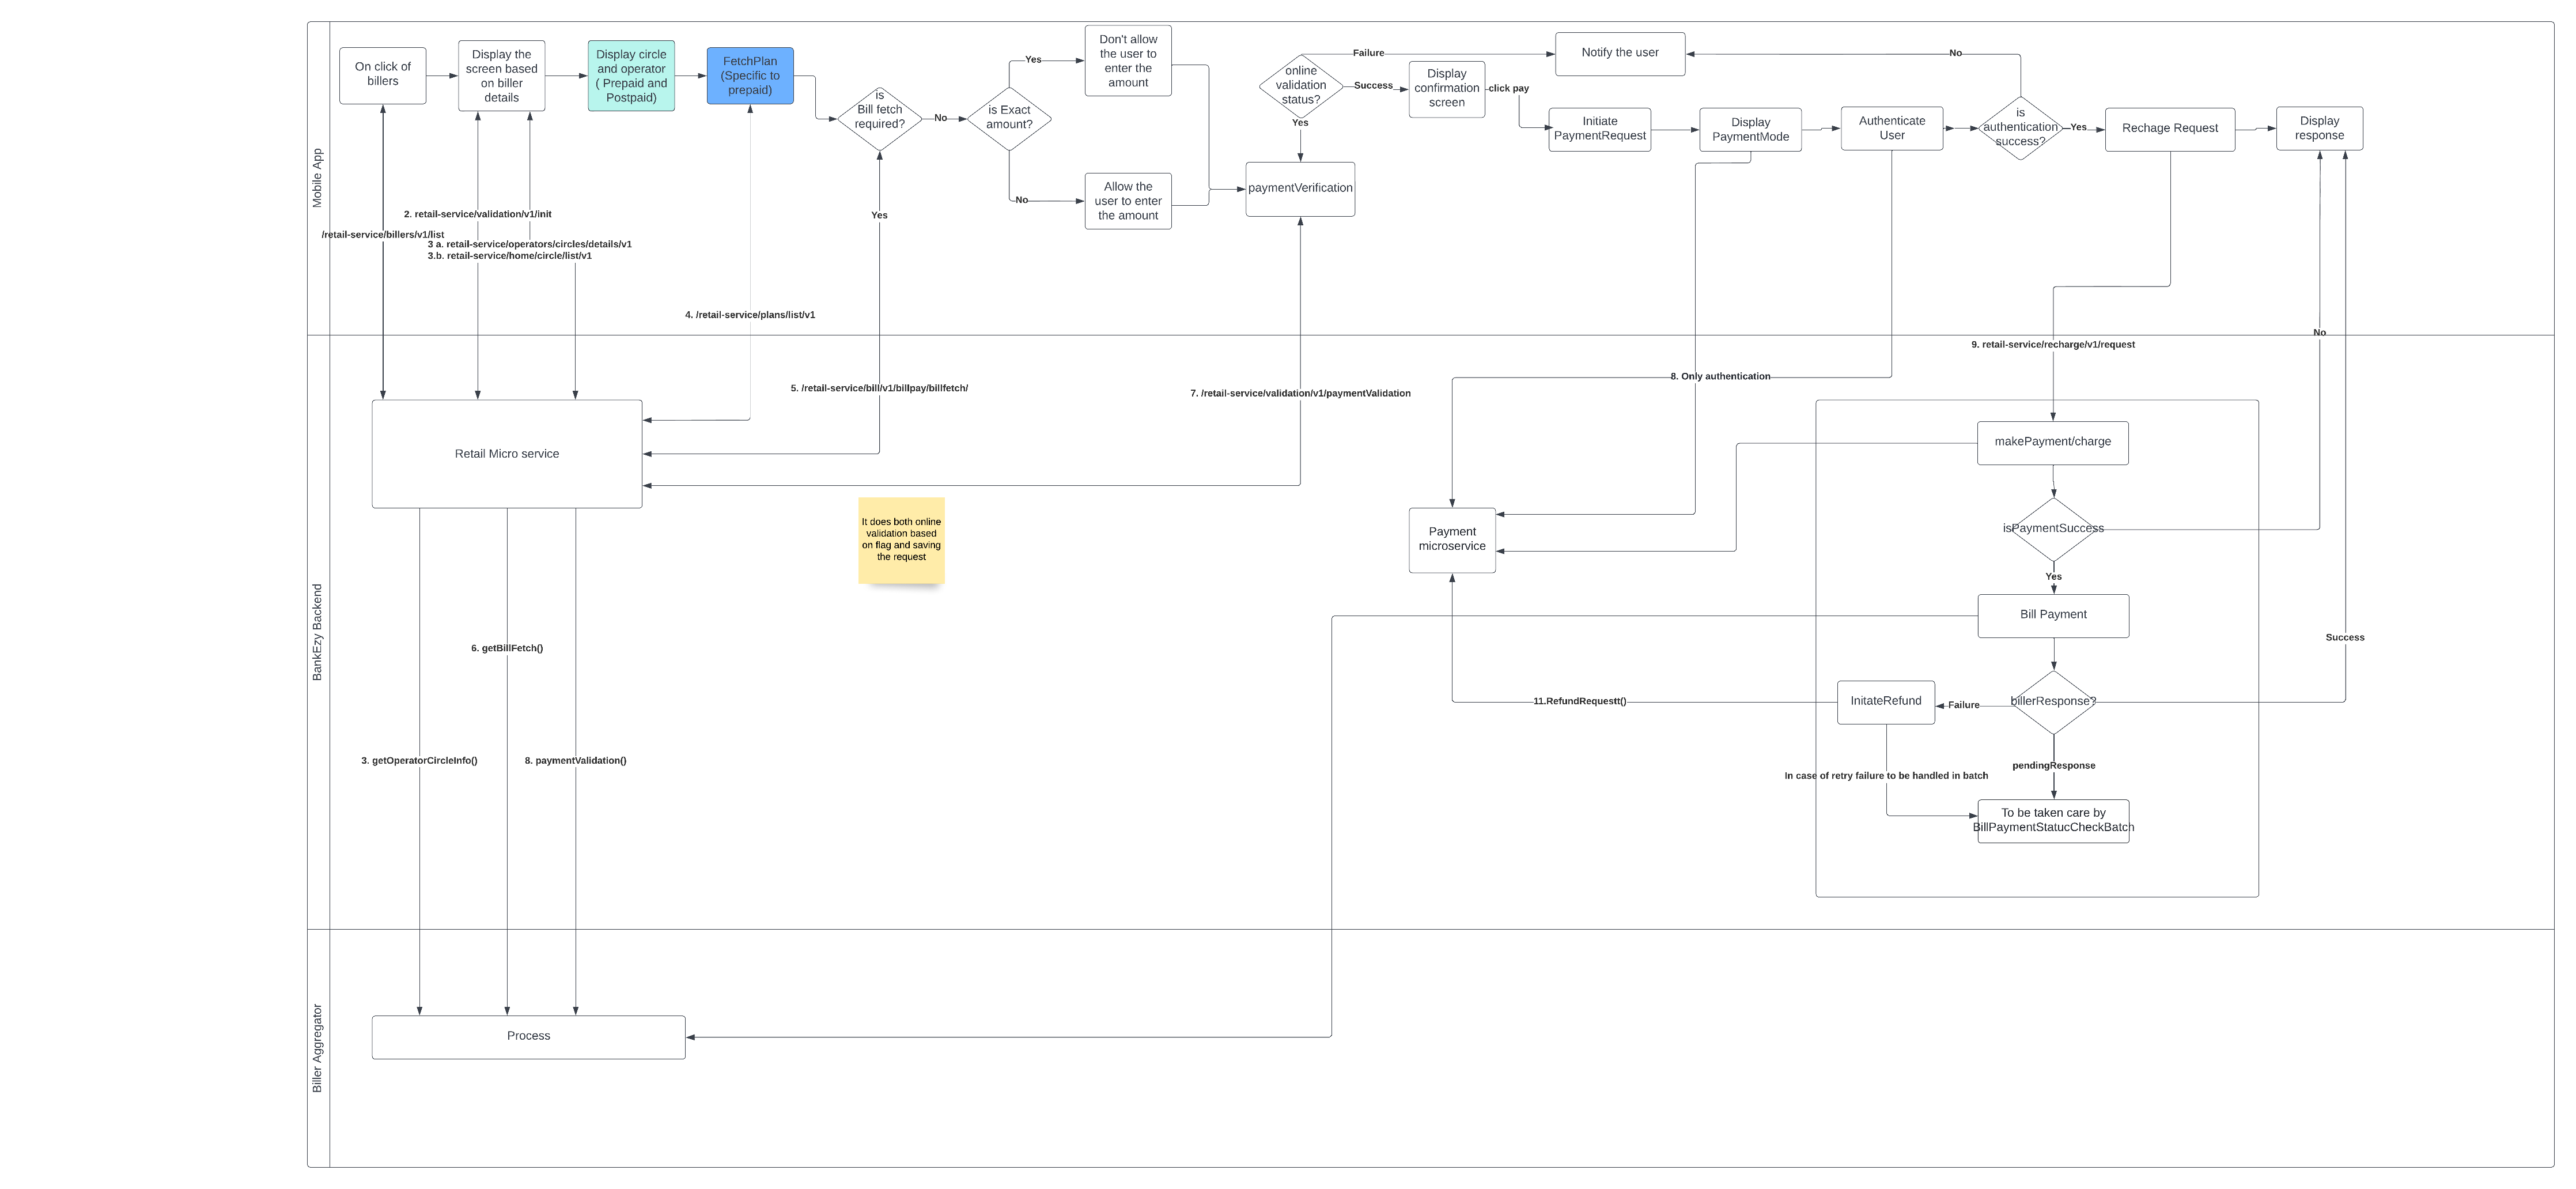 Mobile App
On click of
billers
Display the
screen based
on biller
details
Display circle
and operator
( Prepaid and
Postpaid)
FetchPlan
(Specific to
prepaid)
is
Bill fetch
required?
No
is Exact
amount?
Yes
Don't allow
the user to
enter the
amount
No
Allow the
user to enter
the amount
online
validation
status?
Failure
Success
Yes
paymentVerification
Display
confirmation
screen
click pay
Notify the user
Initiate
PaymentRequest
Display
PaymentMode
Authenticate
User
is
authentication
success?
No
Yes
Rechage Request
Display
response
/retail-service/billers/v1/list
2. retail-service/validation/v1/init
3 a. retail-service/operators/circles/details/v1
3.b. retail-service/home/circle/list/v1
4. /retail-service/plans/list/v1
Yes
No
BankEzy Backend
5. /retail-service/bill/v1/billpay/billfetch/
7. /retail-service/validation/v1/paymentValidation
8. Only authentication
9. retail-service/recharge/v1/request
Retail Micro service
It does both online
validation based
on flag and saving
the request
Payment
microservice
makePayment/charge
isPaymentSuccess
Yes
Bill Payment
Success
billerResponse?
Failure
InitateRefund
11.RefundRequestt()
pendingResponse
In case of retry failure to be handled in batch
To be taken care by
BillPaymentStatucCheckBatch
6. getBillFetch()
3. getOperatorCircleInfo()
8. paymentValidation()
Biller Aggregator
Process